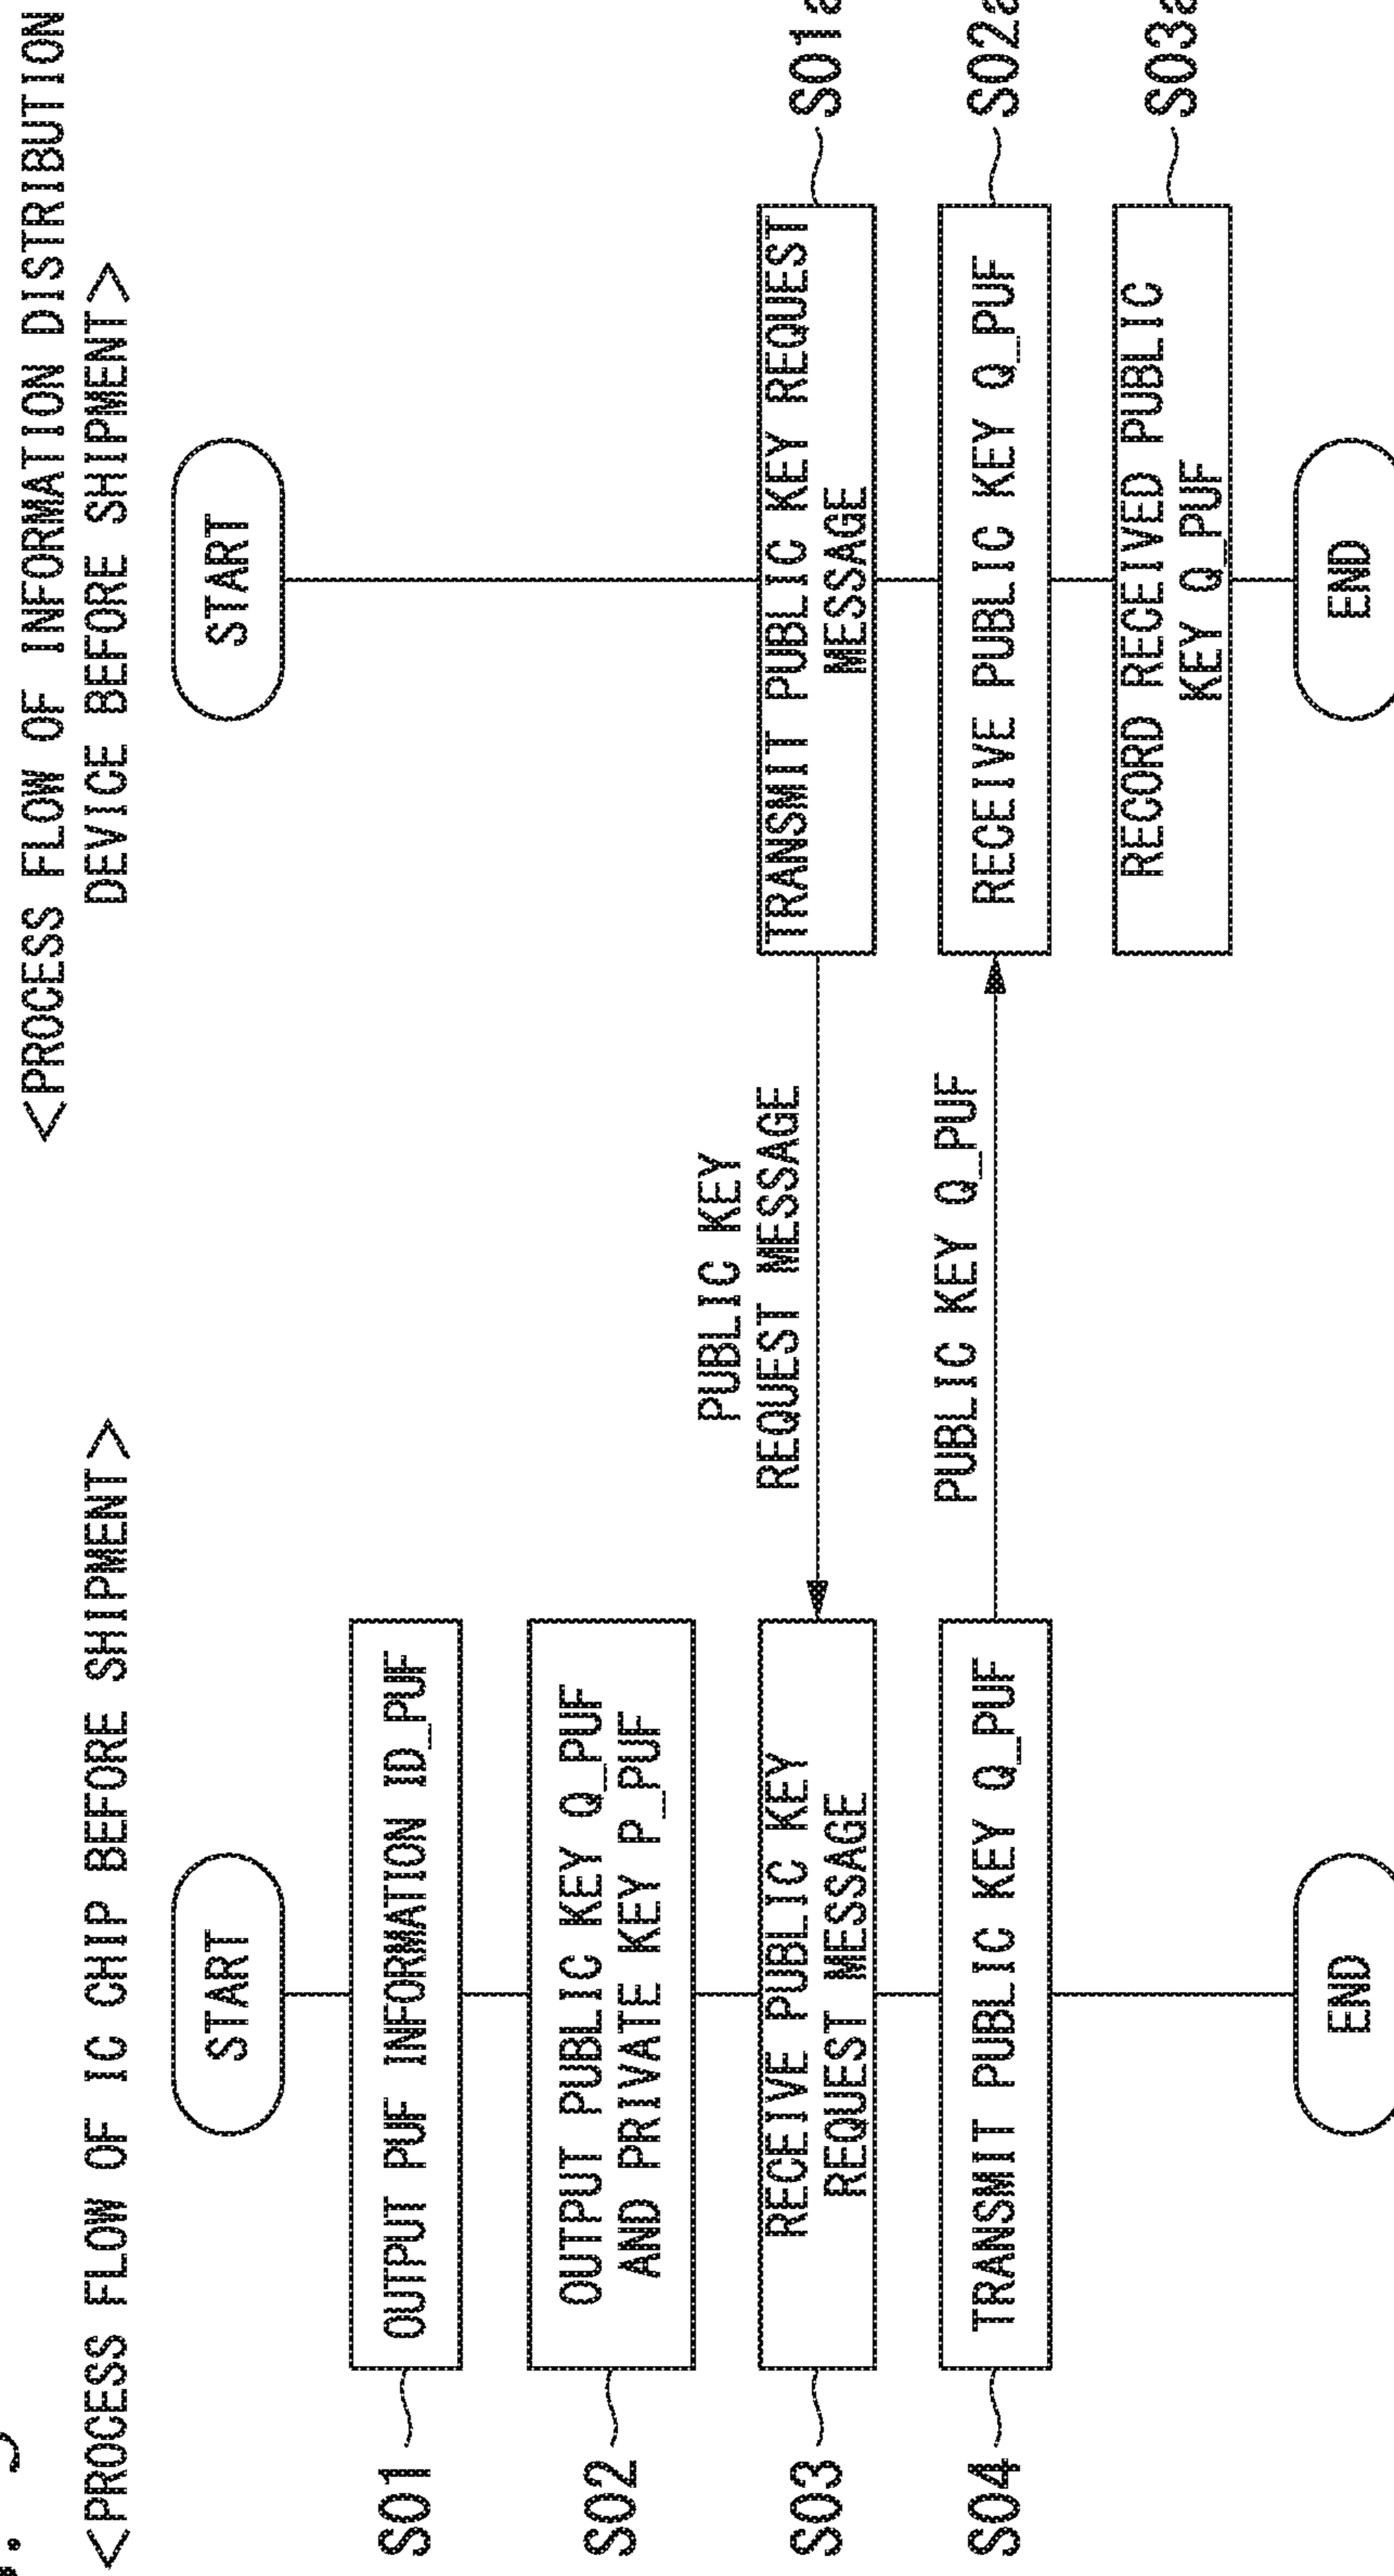 <PROCESS FLOW OF IC CHIP BEFORE SHIPMENT>
START
S01
OUTPUT PUF INFORMATION ID_PUF
S02
OUTPUT PUBLIC KEY Q_PUF
AND PRIVATE KEY P_PUF
S03
RECEIVE PUBLIC KEY
REQUEST MESSAGE
S04
TRANSMIT PUBLIC KEY Q_PUF
END
PUBLIC KEY
REQUEST MESSAGE
PUBLIC KEY Q_PUF
<PROCESS FLOW OF INFORMATION DISTRIBUTION
DEVICE BEFORE SHIPMENT>
START
TRANSMIT PUBLIC KEY REQUEST
MESSAGE
S01a
RECEIVE PUBLIC KEY Q_PUF
S02a
RECORD RECEIVED PUBLIC
KEY Q_PUF
S03a
END